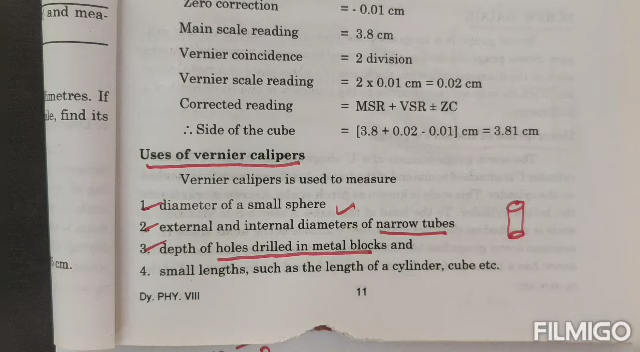 and mea-
metres. If
find its
cm.
Zero correction = - 0.01 cm
Main scale reading = 3.8 cm
Vernier coincidence = 2 division
Vernier scale reading = 2 x 0.01 cm = 0.02 cm
Corrected reading = MSR + VSR ± ZC
∴ Side of the cube = [3.8 + 0.02 - 0.01] cm = 3.81 cm
Uses of vernier calipers
Vernier calipers is used to measure
1. diameter of a small sphere
2. external and internal diameters of narrow tubes
3. depth of holes drilled in metal blocks and
4. small lengths, such as the length of a cylinder, cube etc.
Dy. PHY. VIII 11
FILMIGO